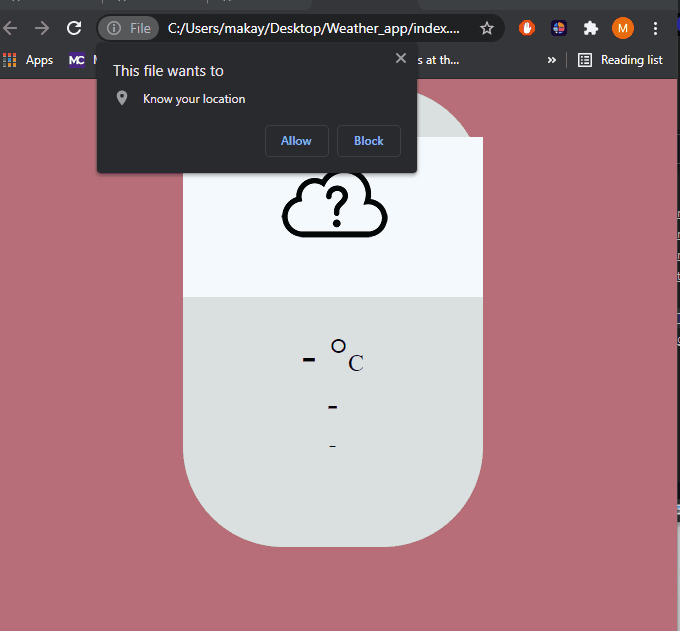 File C:/Users/makay/Desktop/Weather_app/index.... M
Apps MC s at th... » Reading list
This file wants to
Know your location
Allow Block
?
- °C
-
-